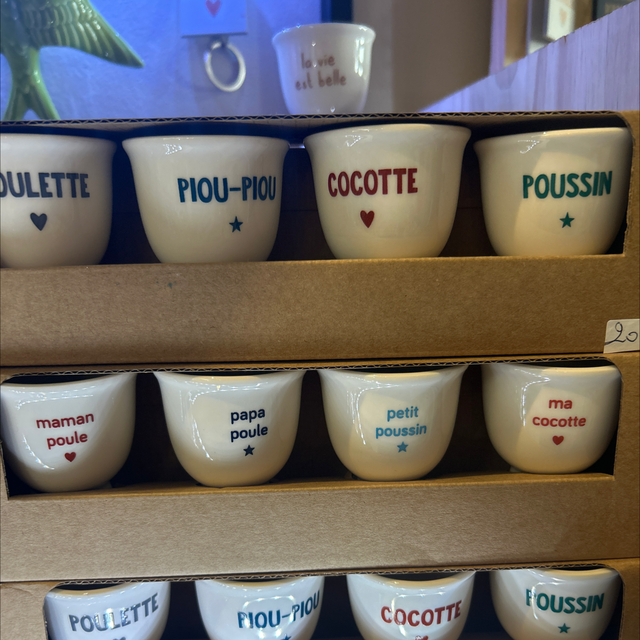 la vie
est belle
OULETTE
PIOU-PIOU
COCOTTE
POUSSIN
20
maman
poule
papa
poule
petit
poussin
ma
cocotte
POULETTE
PIOU-PIOU
COCOTTE
POUSSIN